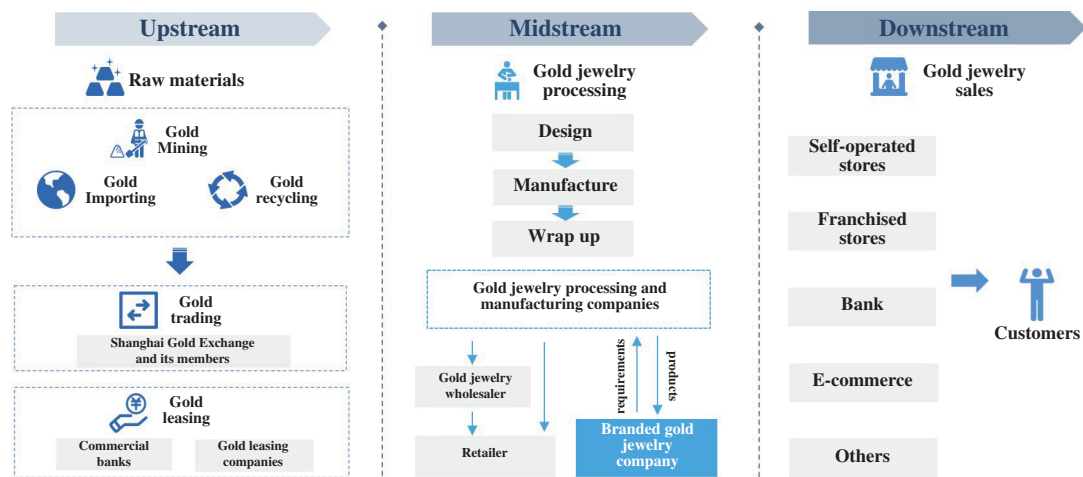 Upstream
Raw materials
Gold
Mining
Gold
Importing
Gold
recycling
Gold
trading
Shanghai Gold Exchange
and its members
¥
Gold
leasing
Commercial
banks
Gold leasing
companies
Midstream
Gold jewelry
processing
Design
Manufacture
Wrap up
Gold jewelry processing and
manufacturing companies
Gold jewelry
wholesaler
Retailer
requirements
products
Branded gold
jewelry
company
Downstream
Gold jewelry
sales
Self-operated
stores
Franchised
stores
Bank
E-commerce
Others
Customers